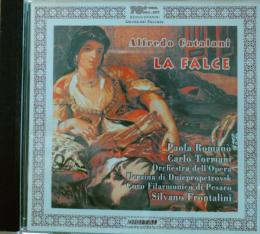 Alfredo Catalani
LA FALCE
Paola Romanò
Carlo Torriani
Orchestra dell'Opera
Ucraina di Dniepropetrovsk
Coro Filarmonico di Pesaro
Silvano Frontalini
DIGITAL